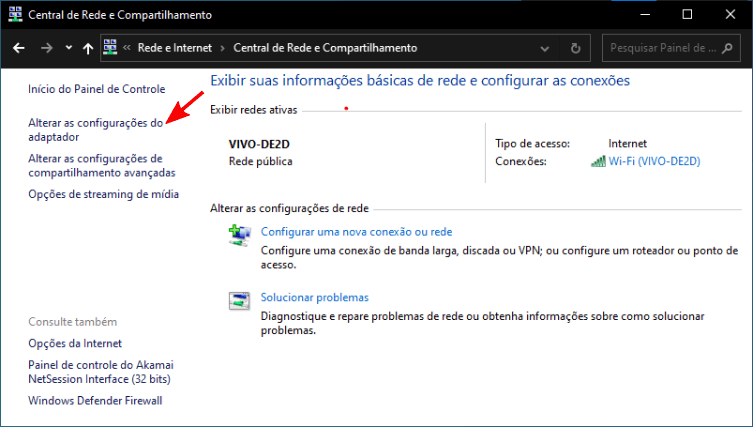 Central de Rede e Compartilhamento
Rede e Internet
Central de Rede e Compartilhamento
Pesquisar Painel de ...
Início do Painel de Controle
Alterar as configurações do
adaptador
Alterar as configurações de
compartilhamento avançadas
Opções de streaming de mídia
Exibir suas informações básicas de rede e configurar as conexões
Exibir redes ativas
VIVO-DE2D
Rede pública
Tipo de acesso: Internet
Conexões: Wi-Fi (VIVO-DE2D)
Alterar as configurações de rede
Configurar uma nova conexão ou rede
Configure uma conexão de banda larga, discada ou VPN; ou configure um roteador ou ponto de
acesso.
Solucionar problemas
Diagnostique e repare problemas de rede ou obtenha informações sobre como solucionar
problemas.
Consulte também
Opções da Internet
Painel de controle do Akamai
NetSession Interface (32 bits)
Windows Defender Firewall